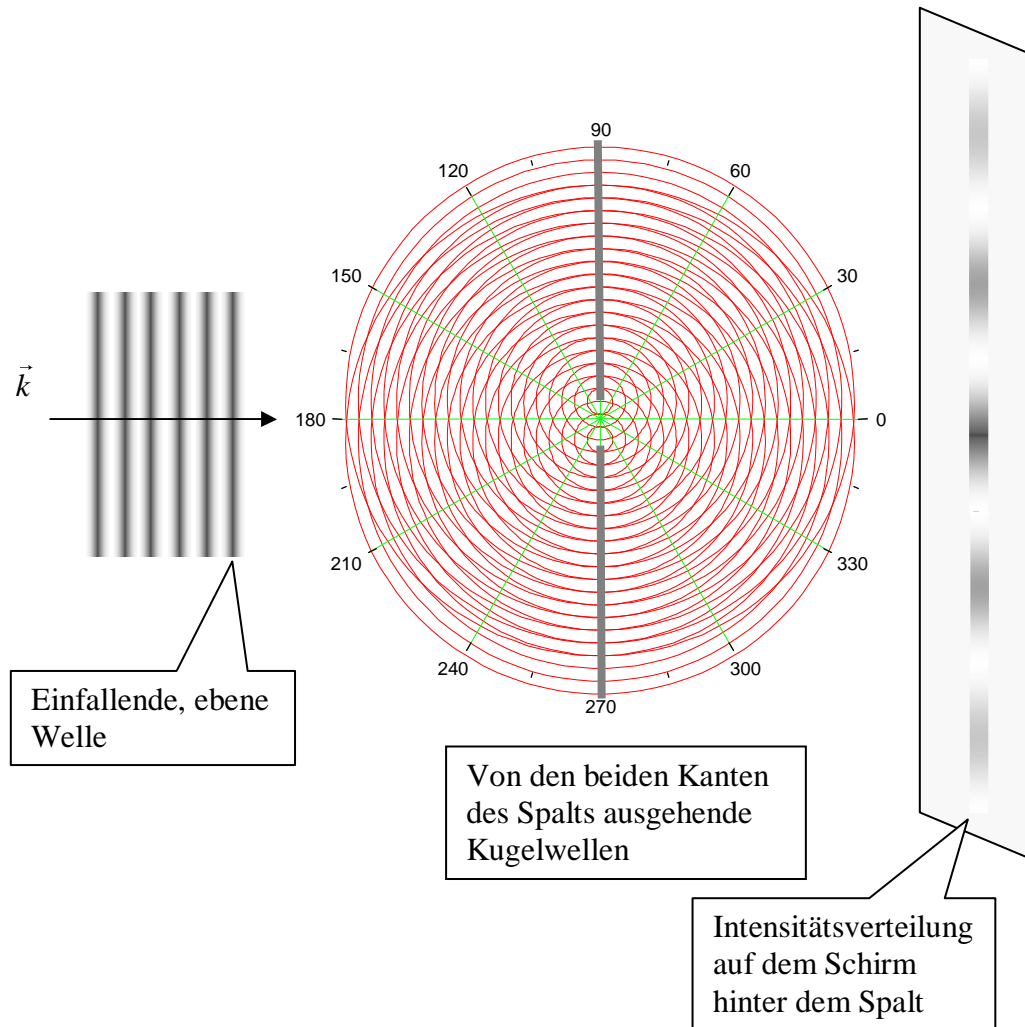 90
120
60
150
30
k
180
0
210
330
240
300
270
Einfallende, ebene
Welle
Von den beiden Kanten
des Spalts ausgehende
Kugelwellen
Intensitätsverteilung
auf dem Schirm
hinter dem Spalt